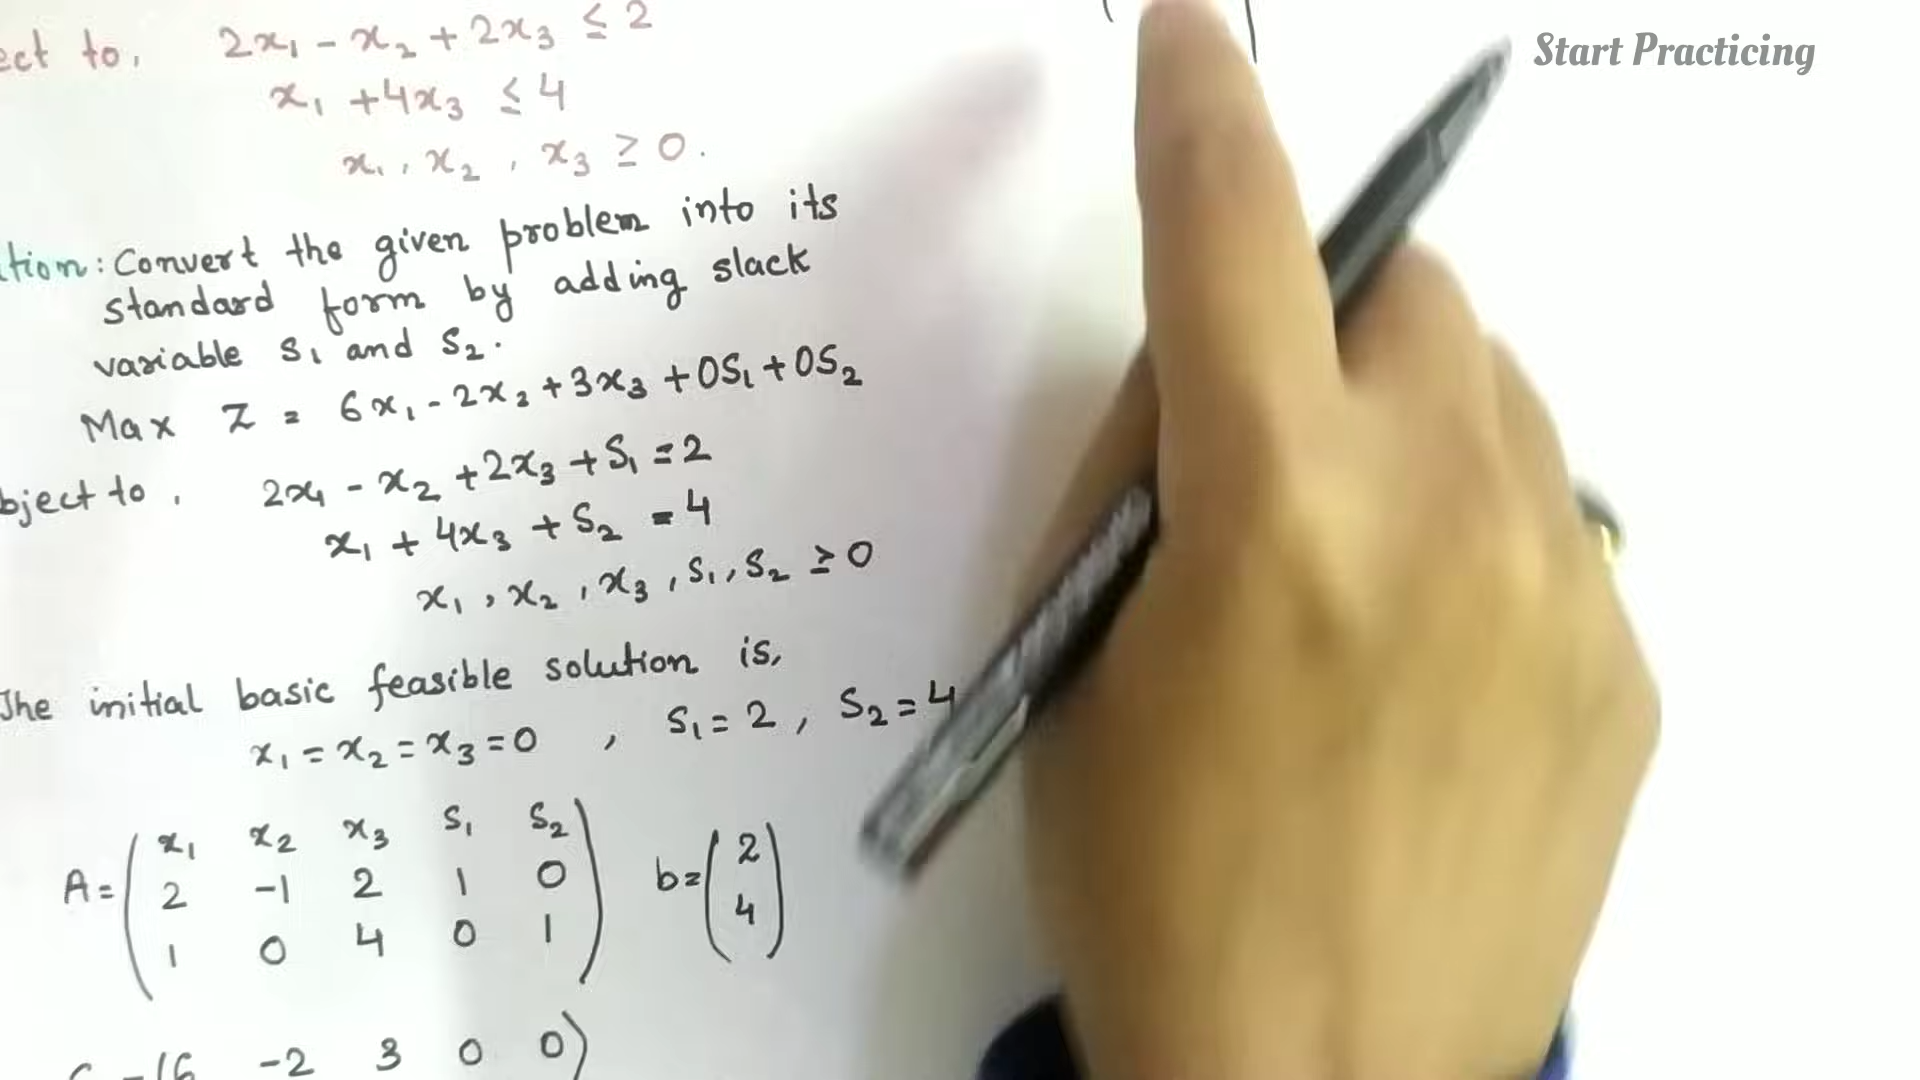 Start Practicing
ect to, 2x₁ - x₂ + 2x₃ ≤ 2
x₁ + 4x₃ ≤ 4
x₁, x₂, x₃ ≥ 0.
tion: Convert the given problem into its
standard form by adding slack
variable S₁ and S₂.
Max Z = 6x₁ - 2x₂ + 3x₃ + 0S₁ + 0S₂
bject to, 2x₁ - x₂ + 2x₃ + S₁ = 2
x₁ + 4x₃ + S₂ = 4
x₁, x₂, x₃, S₁, S₂ ≥ 0
The initial basic feasible solution is,
x₁ = x₂ = x₃ = 0 , S₁ = 2 , S₂ = 4
x₁ x₂ x₃ S₁ S₂
A = 2 -1 2 1 0 b = ( 2
1 0 4 0 1 4 )
(6 -2 3 0 0)